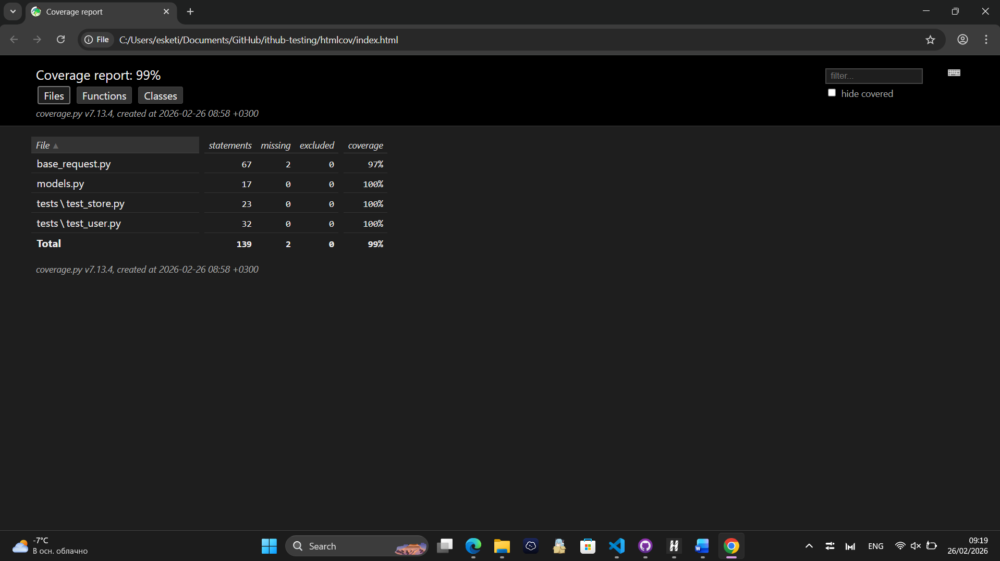 Coverage report
File
C:/Users/esketi/Documents/GitHub/ithub-testing/htmlcov/index.html
Coverage report: 99%
filter...
Files Functions Classes
hide covered
coverage.py v7.13.4, created at 2026-02-26 08:58 +0300
File ▲ statements missing excluded coverage
base_request.py 67 2 0 97%
models.py 17 0 0 100%
tests \ test_store.py 23 0 0 100%
tests \ test_user.py 32 0 0 100%
Total 139 2 0 99%
coverage.py v7.13.4, created at 2026-02-26 08:58 +0300
-7°C
В осн. облачно
Search
ENG
09:19
26/02/2026